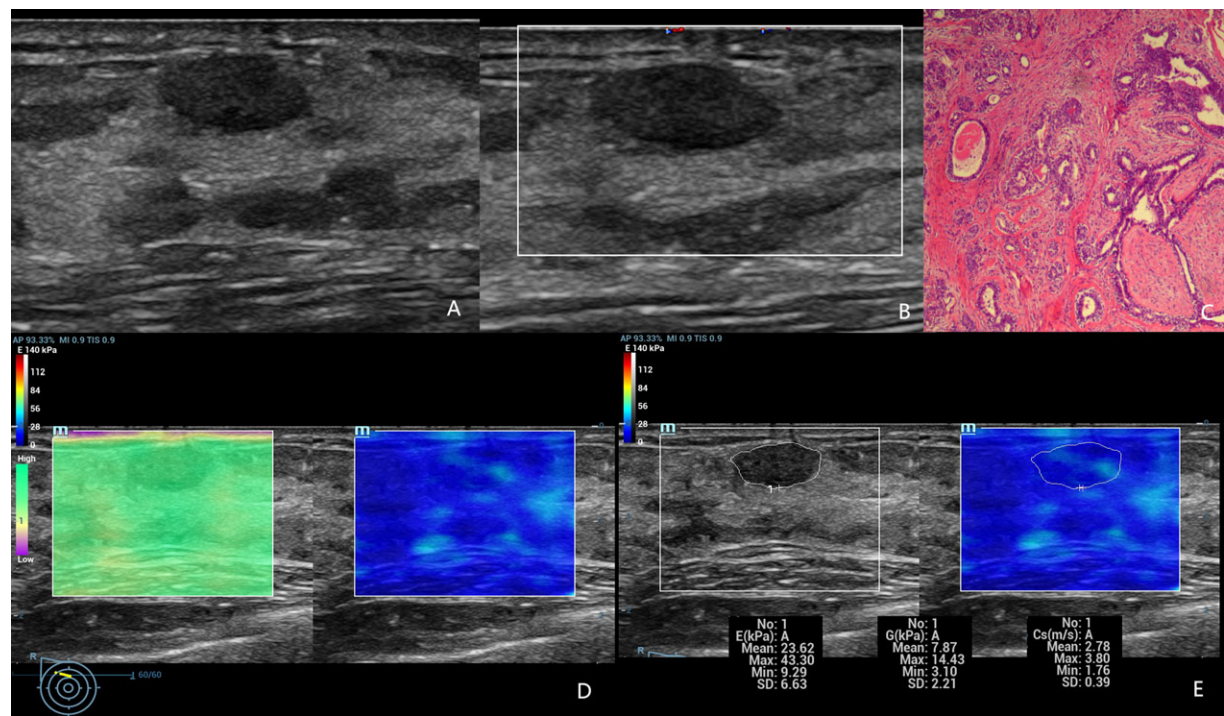 A
B
C
AP 93.33% MI 0.9 TIS 0.9
E 140 kPa
112
84
56
28
0
High
1
Low
m
m
R
T 60/60
D
AP 93.33% MI 0.9 TIS 0.9
E 140 kPa
112
84
56
28
0
m
m
1
R
No: 1
E(kPa): A
Mean: 23.62
Max: 43.30
Min: 9.29
SD: 6.63
No: 1
G(kPa): A
Mean: 7.87
Max: 14.43
Min: 3.10
SD: 2.21
No: 1
Cs(m/s): A
Mean: 2.78
Max: 3.80
Min: 1.76
SD: 0.39
E